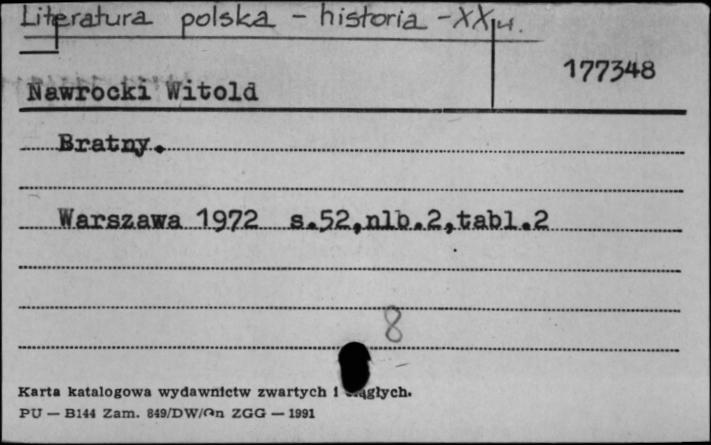 Literatura polska - historia - XX w.
177348
Nawrocki Witold
Bratny.
Warszawa 1972 s.52,nlb.2,tabl.2
8
Karta katalogowa wydawnictw zwartych i ciągłych.
PU — B144 Zam. 849/DW/On ZGG — 1991